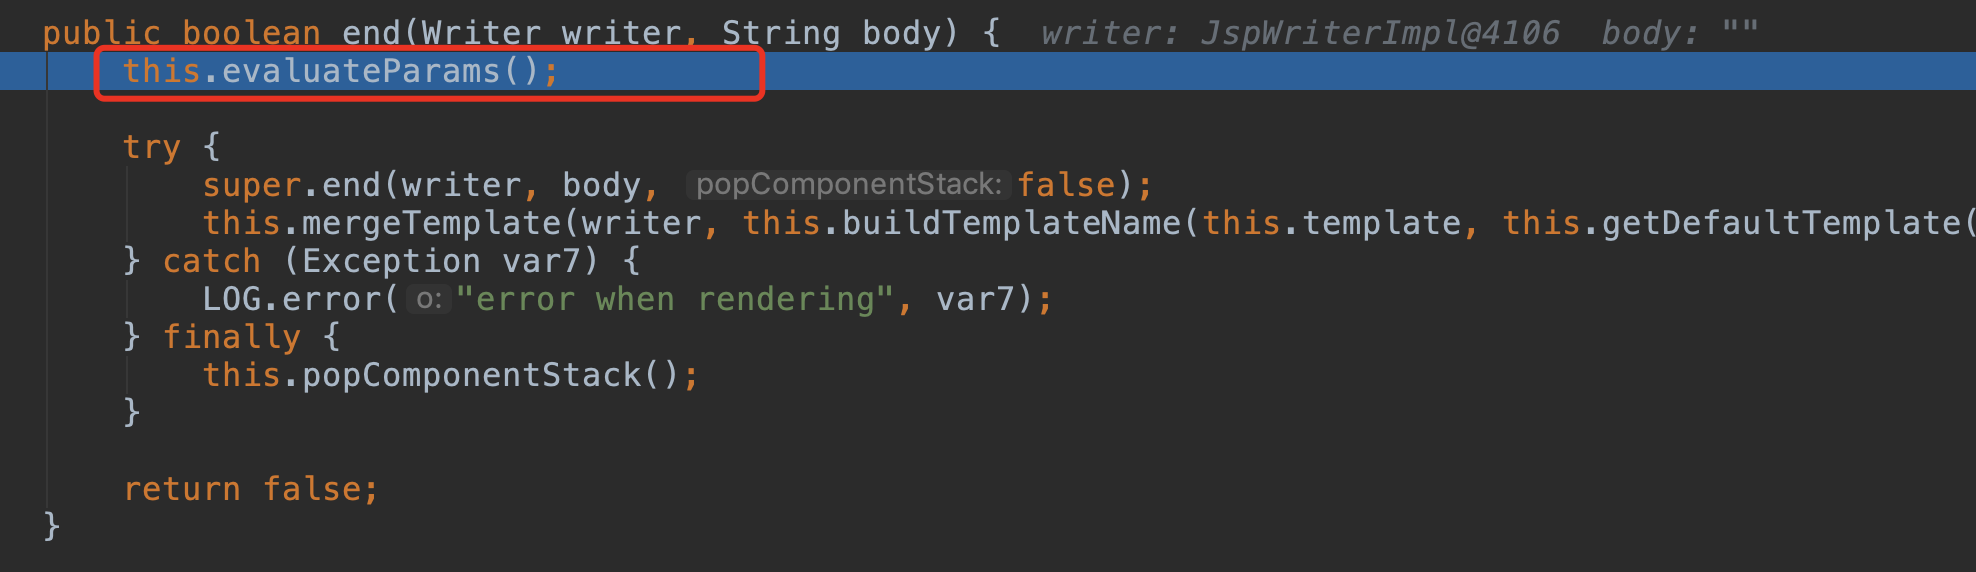 public boolean end(Writer writer, String body) {  writer: JspWriterImpl@4106  body: ""
    this.evaluateParams();
    try {
        super.end(writer, body, popComponentStack: false);
        this.mergeTemplate(writer, this.buildTemplateName(this.template, this.getDefaultTemplate(
    } catch (Exception var7) {
        LOG.error( o: "error when rendering", var7);
    } finally {
        this.popComponentStack();
    }
    return false;
}